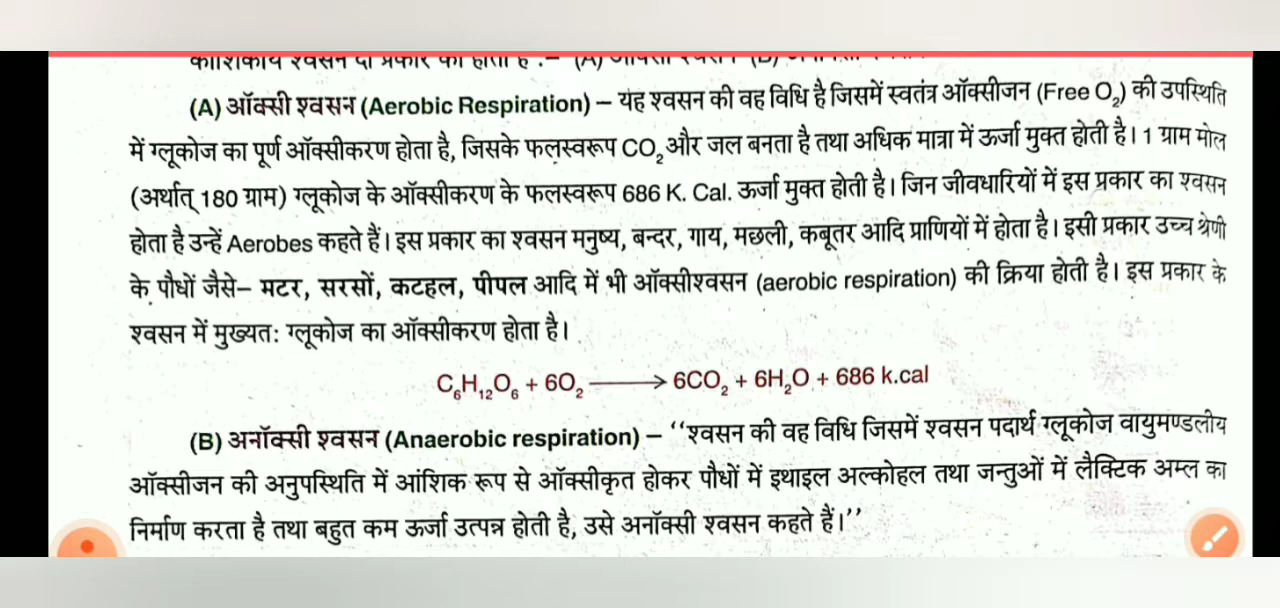 कोशिकीय श्वसन दो प्रकार का होता है :– (A)
(A) ऑक्सी श्वसन (Aerobic Respiration) – यह श्वसन की वह विधि है जिसमें स्वतंत्र ऑक्सीजन (Free O₂) की उपस्थिति
में ग्लूकोज का पूर्ण ऑक्सीकरण होता है, जिसके फलस्वरूप CO₂ और जल बनता है तथा अधिक मात्रा में ऊर्जा मुक्त होती है। 1 ग्राम मोल
(अर्थात् 180 ग्राम) ग्लूकोज के ऑक्सीकरण के फलस्वरूप 686 K. Cal. ऊर्जा मुक्त होती है। जिन जीवधारियों में इस प्रकार का श्वसन
होता है उन्हें Aerobes कहते हैं। इस प्रकार का श्वसन मनुष्य, बन्दर, गाय, मछली, कबूतर आदि प्राणियों में होता है। इसी प्रकार उच्च श्रेणी
के पौधों जैसे– मटर, सरसों, कटहल, पीपल आदि में भी ऑक्सीश्वसन (aerobic respiration) की क्रिया होती है। इस प्रकार के
श्वसन में मुख्यत: ग्लूकोज का ऑक्सीकरण होता है।
C₆H₁₂O₆ + 6O₂ ⟶ 6CO₂ + 6H₂O + 686 k.cal
(B) अनॉक्सी श्वसन (Anaerobic respiration) – ‘‘श्वसन की वह विधि जिसमें श्वसन पदार्थ ग्लूकोज वायुमण्डलीय
ऑक्सीजन की अनुपस्थिति में आंशिक रूप से ऑक्सीकृत होकर पौधों में इथाइल अल्कोहल तथा जन्तुओं में लैक्टिक अम्ल का
निर्माण करता है तथा बहुत कम ऊर्जा उत्पन्न होती है, उसे अनॉक्सी श्वसन कहते हैं।’’